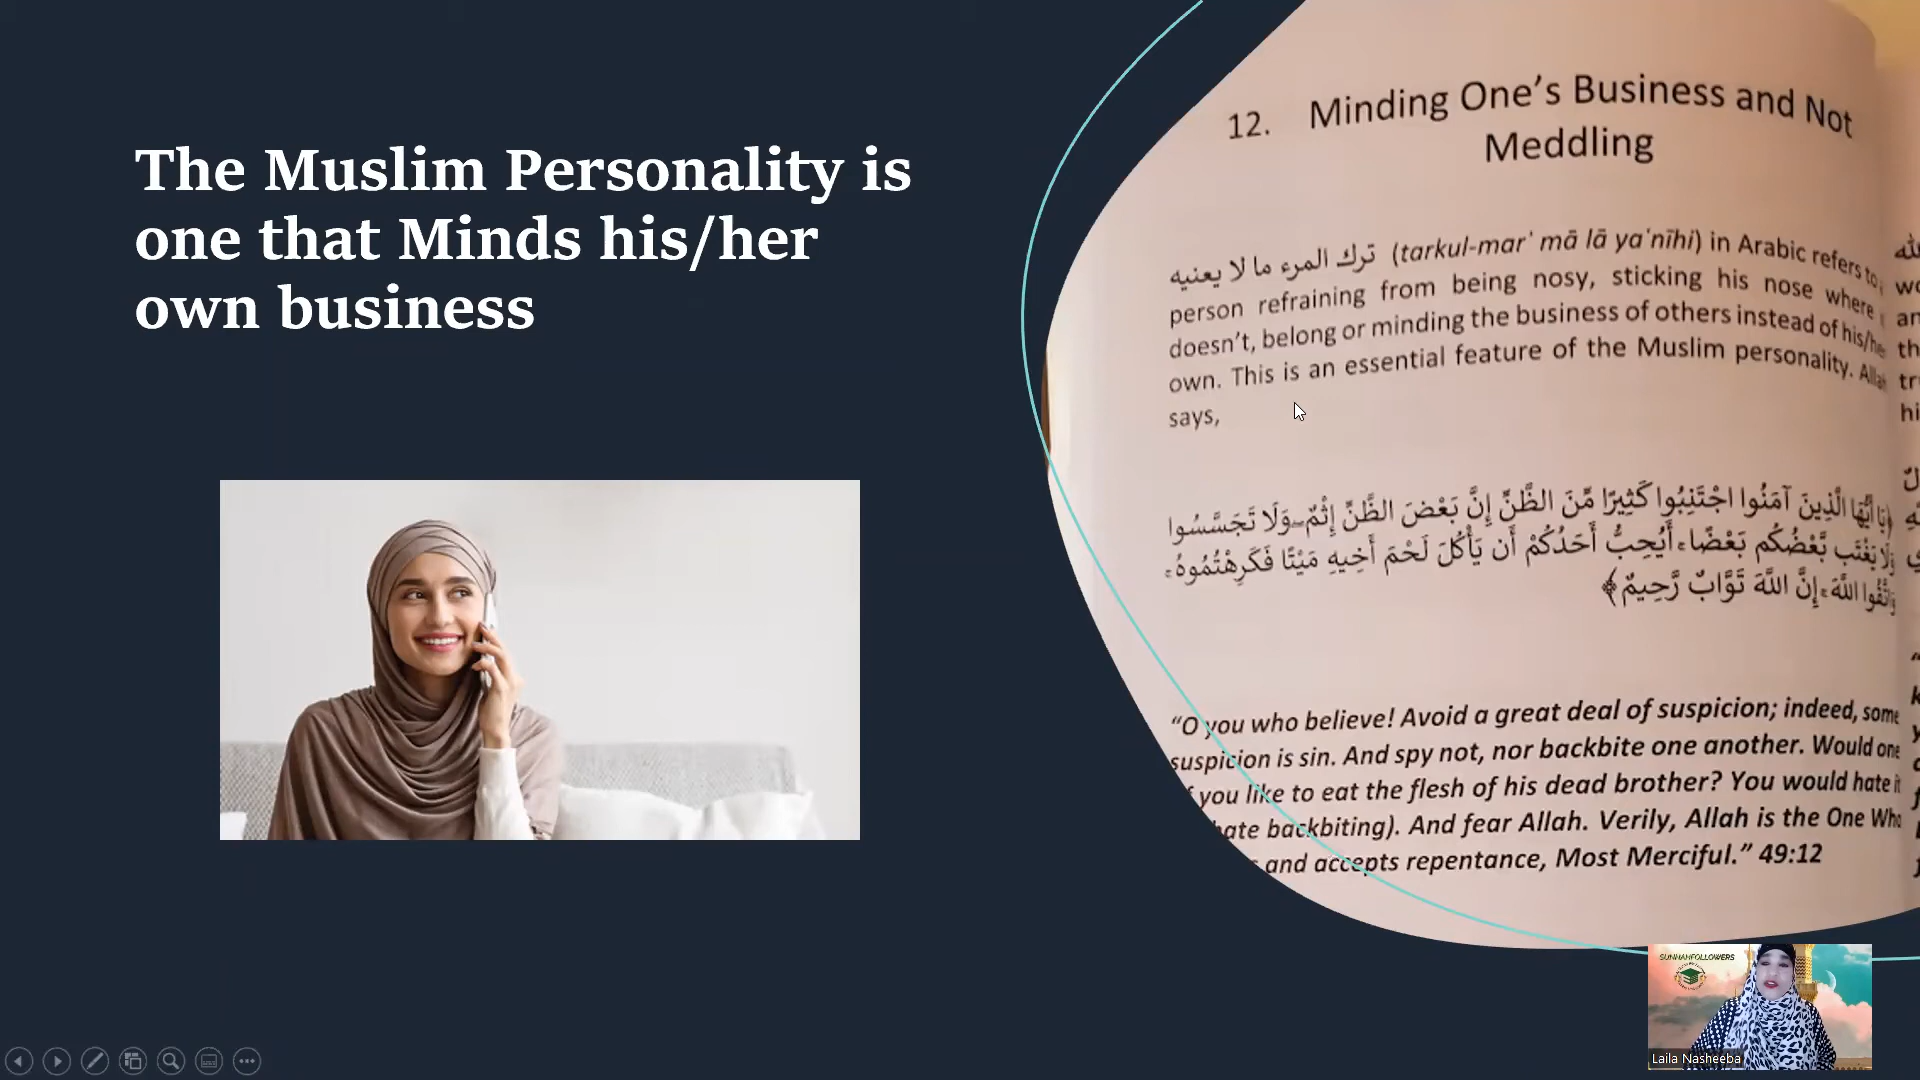 The Muslim Personality is
one that Minds his/her
own business
12. Minding One's Business and Not
Meddling
ترك المرء ما لا يعنيه (tarkul-mar' mā lā ya'nīhi) in Arabic refers to
person refraining from being nosy, sticking his nose where
doesn't, belong or minding the business of others instead of his/her
own. This is an essential feature of the Muslim personality. Allah
says,
﴿يَا أَيُّهَا الَّذِينَ آمَنُوا اجْتَنِبُوا كَثِيرًا مِّنَ الظَّنِّ إِنَّ بَعْضَ الظَّنِّ إِثْمٌ ۖ وَلَا تَجَسَّسُوا
وَلَا يَغْتَب بَّعْضُكُم بَعْضًا ۚ أَيُحِبُّ أَحَدُكُمْ أَن يَأْكُلَ لَحْمَ أَخِيهِ مَيْتًا فَكَرِهْتُمُوهُ ۚ
وَاتَّقُوا اللَّهَ ۚ إِنَّ اللَّهَ تَوَّابٌ رَّحِيمٌ﴾
"O you who believe! Avoid a great deal of suspicion; indeed, some
suspicion is sin. And spy not, nor backbite one another. Would one
you like to eat the flesh of his dead brother? You would hate it
hate backbiting). And fear Allah. Verily, Allah is the One Who
and accepts repentance, Most Merciful." 49:12
SUNNAHFOLLOWERS
Laila Nasheeba